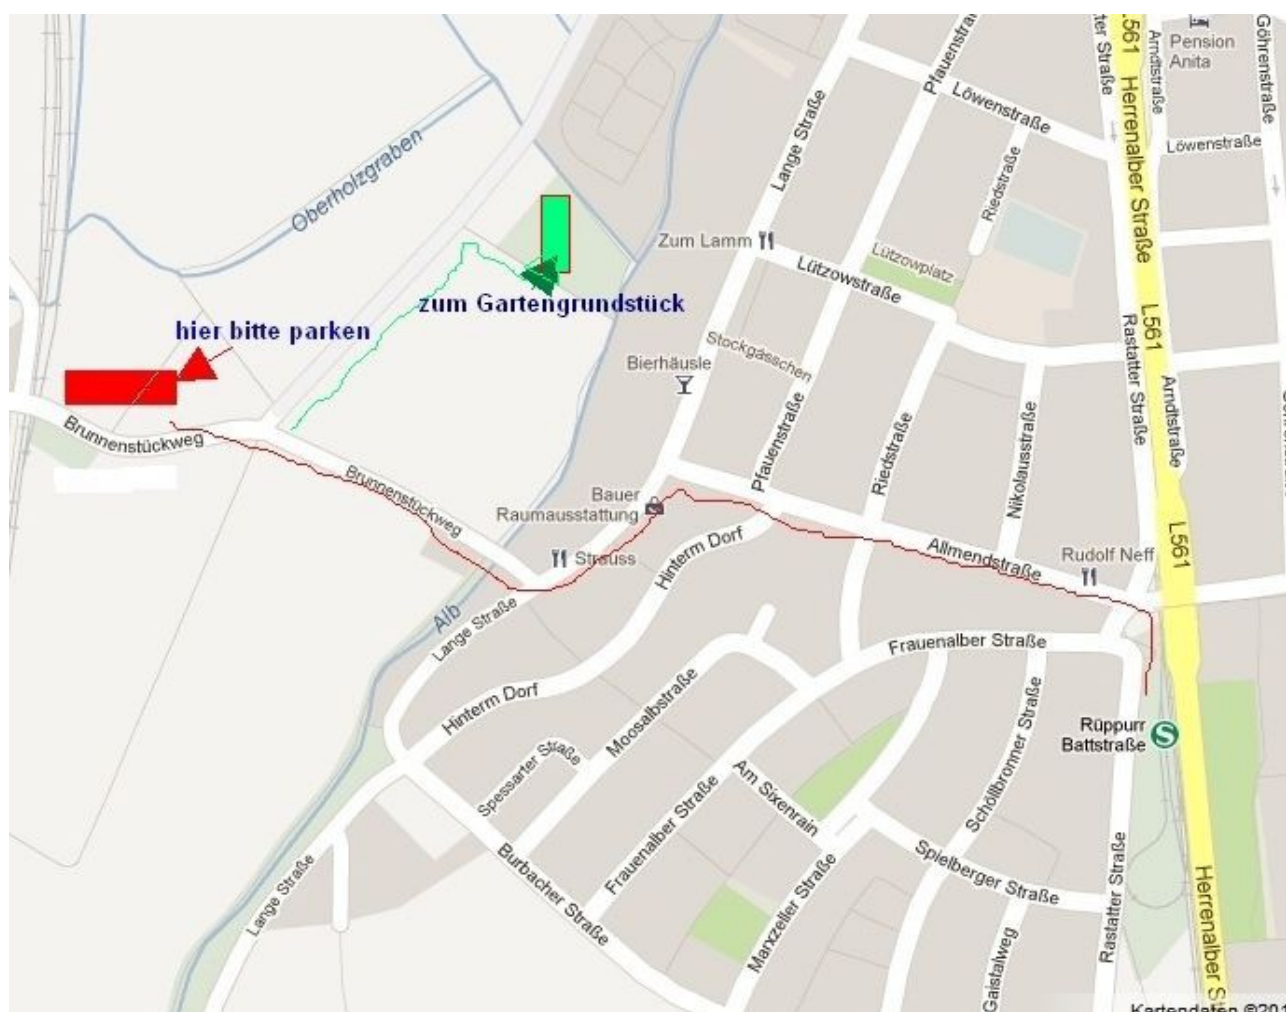 L561
Herrenalber Straße
Arndtstraße
Pension
Anita
Göhrenstraße
Pfauenstraße
Löwenstraße
Löwenstraße
Lange Straße
Riedstraße
Oberholzgraben
Zum Lamm
Lützowplatz
Lützowstraße
zum Gartengrundstück
hier bitte parken
L561
Rastatter Straße
Stockgässchen
Bierhäusle
Arndtstraße
Brunnenstückweg
Pfauenstraße
Riedstraße
Nikolausstraße
Brunnenstückweg
Bauer
Raumausstattung
L561
Strauss
Hinterm Dorf
Allmendstraße
Rudolf Neff
Alb
Lange Straße
Frauenalber Straße
Hinterm Dorf
Moosalbstraße
Rüppurr
Battstraße
S
Spessarter Straße
Am Sixenrain
Schöllbronner Straße
Frauenalber Straße
Burbacher Straße
Spielberger Straße
Lange Straße
Marxzeller Straße
Rastatter Straße
Gaistalweg
Herrenalber
Kartendaten ©201